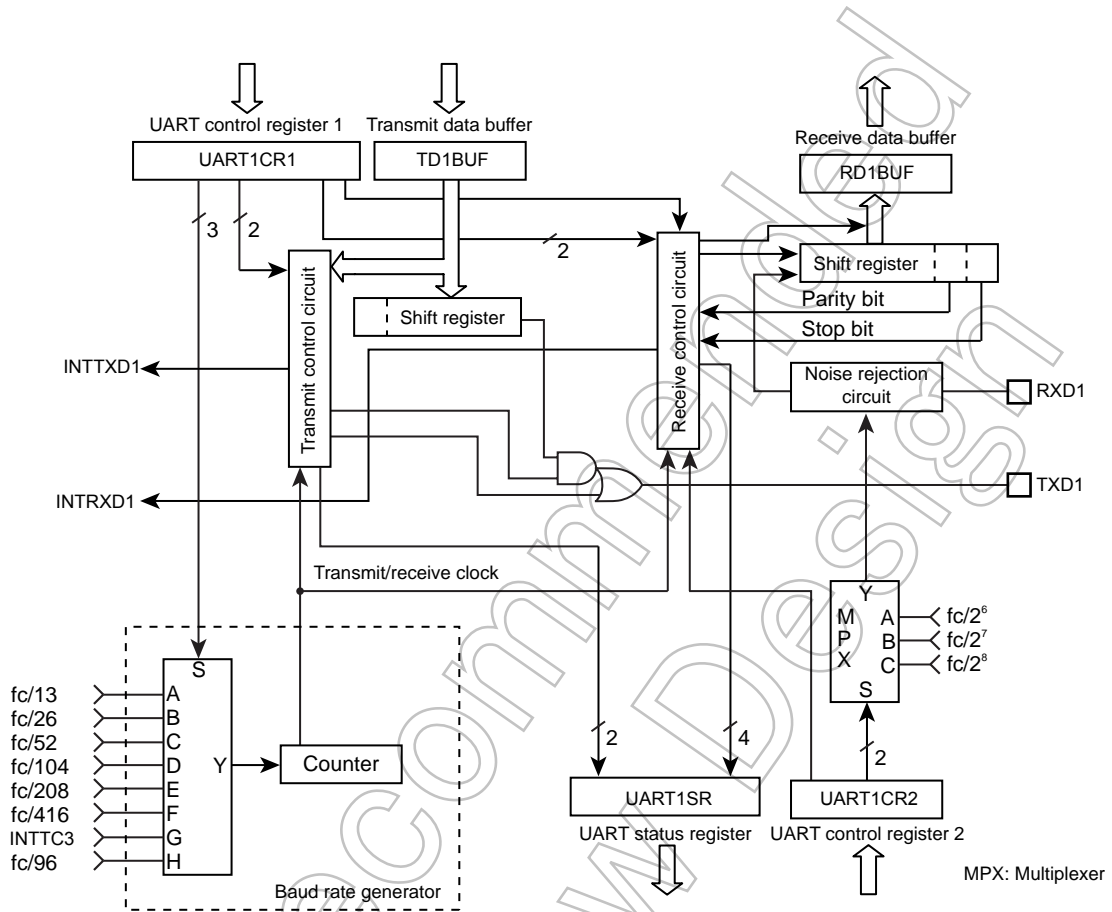 UART control register 1
Transmit data buffer
Receive data buffer
UART1CR1
TD1BUF
RD1BUF
3
2
2
Transmit control circuit
Receive control circuit
Shift register
Shift register
Parity bit
Stop bit
INTTXD1
Noise rejection
circuit
RXD1
INTRXD1
TXD1
Transmit/receive clock
Y
M
P
X
A
B
C
S
fc/2⁶
fc/2⁷
fc/2⁸
S
fc/13
A
fc/26
B
fc/52
C
fc/104
D
Y
Counter
fc/208
E
fc/416
F
INTTC3
G
fc/96
H
Baud rate generator
2
4
2
UART1SR
UART1CR2
UART status register
UART control register 2
MPX: Multiplexer
commended
w Design